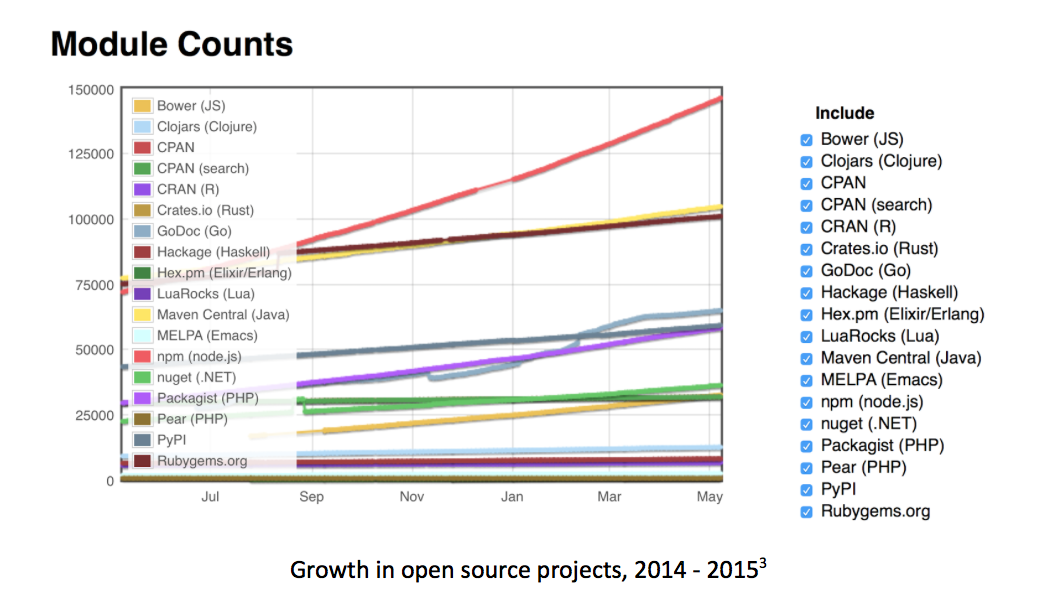 Module Counts
150000
125000
100000
75000
50000
25000
0
Bower (JS)
Clojars (Clojure)
CPAN
CPAN (search)
CRAN (R)
Crates.io (Rust)
GoDoc (Go)
Hackage (Haskell)
Hex.pm (Elixir/Erlang)
LuaRocks (Lua)
Maven Central (Java)
MELPA (Emacs)
npm (node.js)
nuget (.NET)
Packagist (PHP)
Pear (PHP)
PyPI
Rubygems.org
Jul Sep Nov Jan Mar May
Include
Bower (JS)
Clojars (Clojure)
CPAN
CPAN (search)
CRAN (R)
Crates.io (Rust)
GoDoc (Go)
Hackage (Haskell)
Hex.pm (Elixir/Erlang)
LuaRocks (Lua)
Maven Central (Java)
MELPA (Emacs)
npm (node.js)
nuget (.NET)
Packagist (PHP)
Pear (PHP)
PyPI
Rubygems.org
Growth in open source projects, 2014 - 2015³